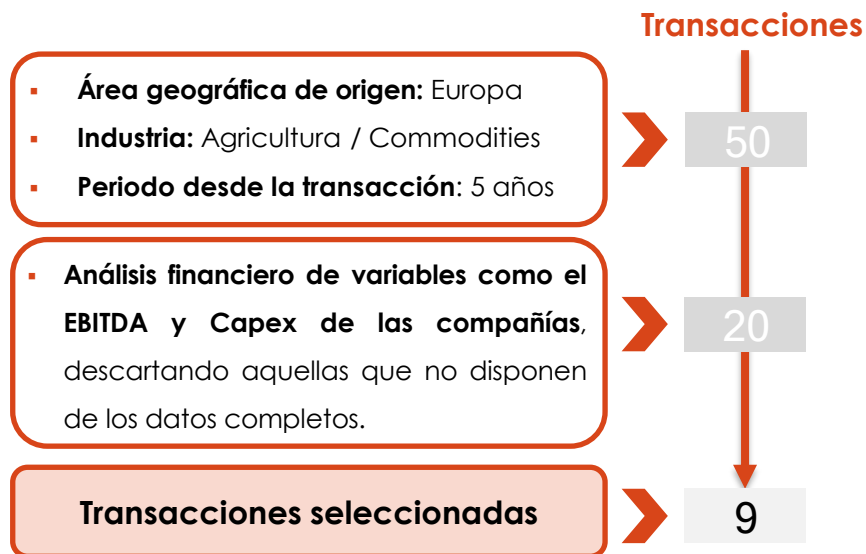 Transacciones
▪ Área geográfica de origen: Europa
▪ Industria: Agricultura / Commodities
▪ Periodo desde la transacción: 5 años
50
▪ Análisis financiero de variables como el
EBITDA y Capex de las compañías,
descartando aquellas que no disponen
de los datos completos.
20
Transacciones seleccionadas
9